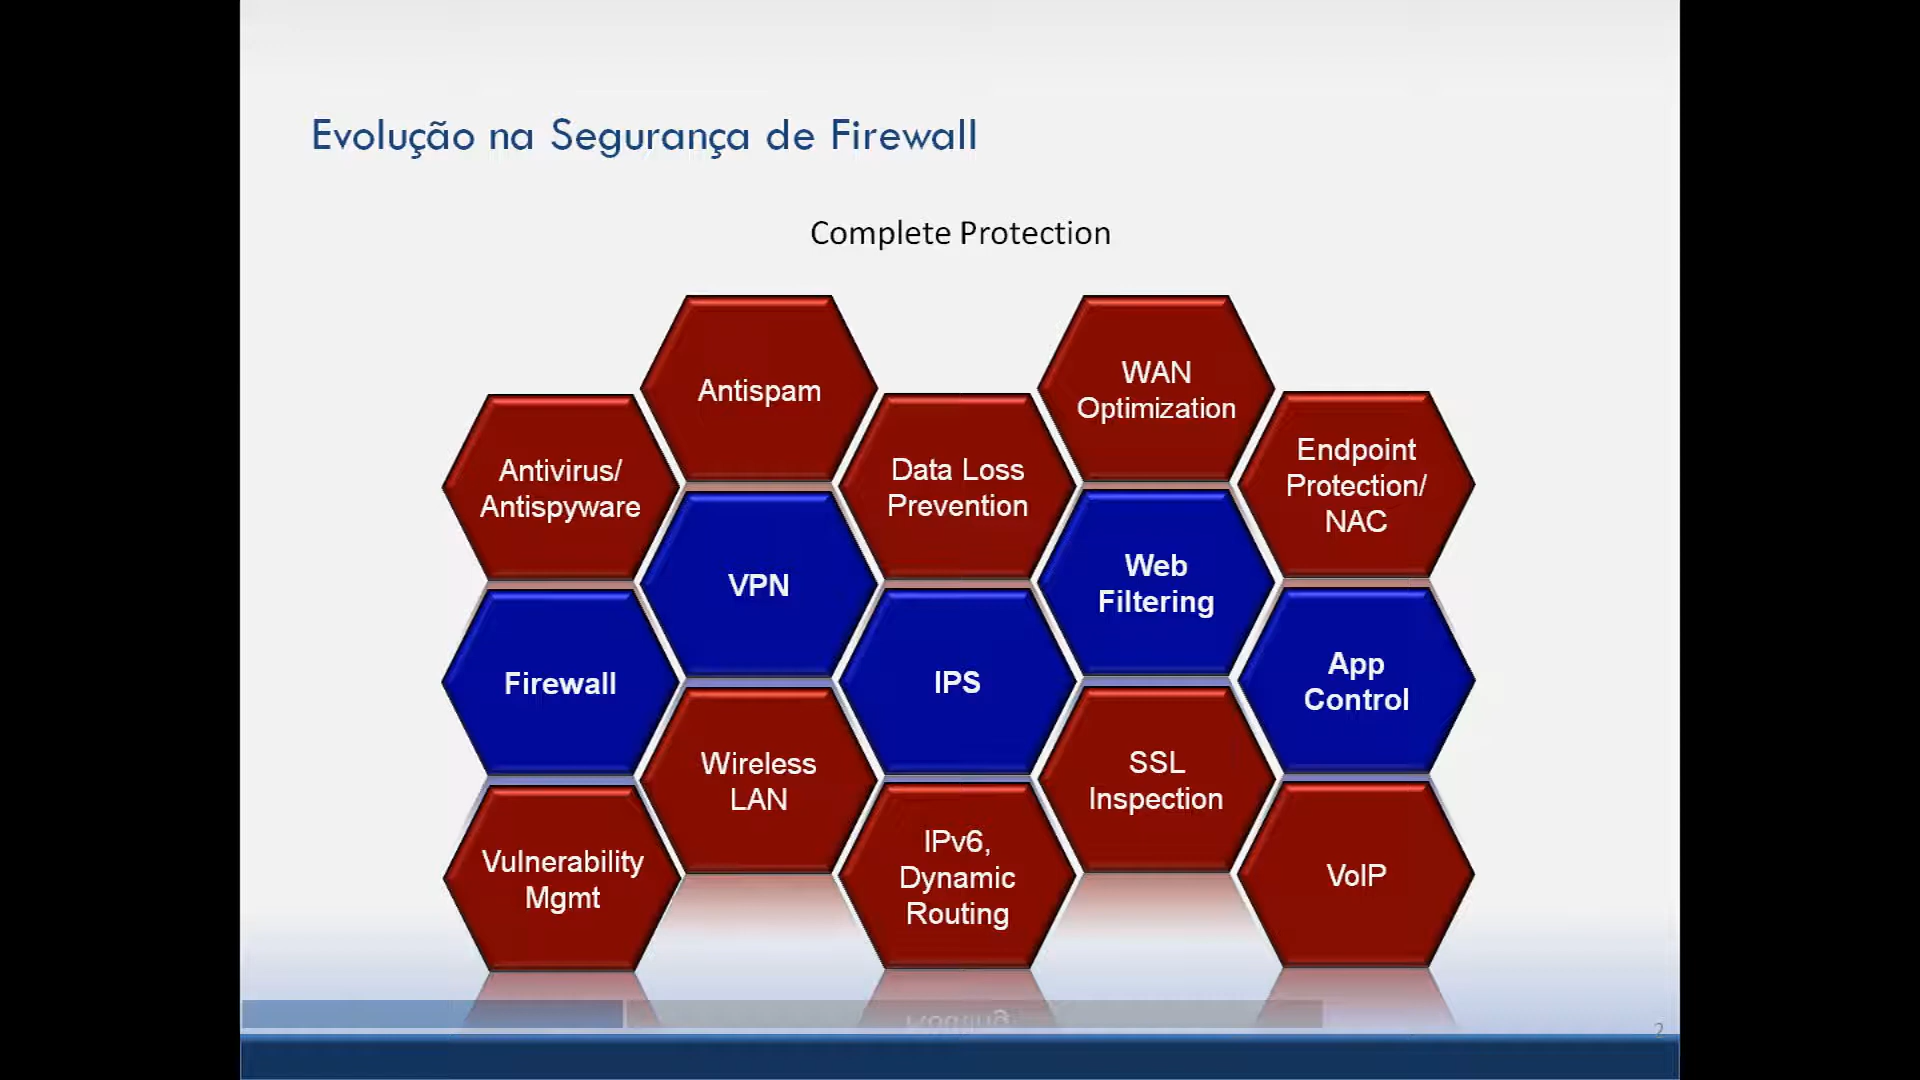 Evolução na Segurança de Firewall
Complete Protection
Antispam
WAN
Optimization
Antivirus/
Antispyware
Data Loss
Prevention
Endpoint
Protection/
NAC
VPN
Web
Filtering
Firewall
IPS
App
Control
Wireless
LAN
SSL
Inspection
Vulnerability
Mgmt
IPv6,
Dynamic
Routing
VoIP
2